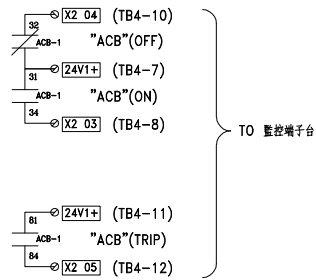 32 X2 04 (TB4-10)
ACB-1 "ACB"(OFF)
31 24V1+ (TB4-7)
ACB-1 "ACB"(ON)
34 X2 03 (TB4-8)
TO 監控端子台
81 24V1+ (TB4-11)
ACB-1 "ACB"(TRIP)
84 X2 05 (TB4-12)